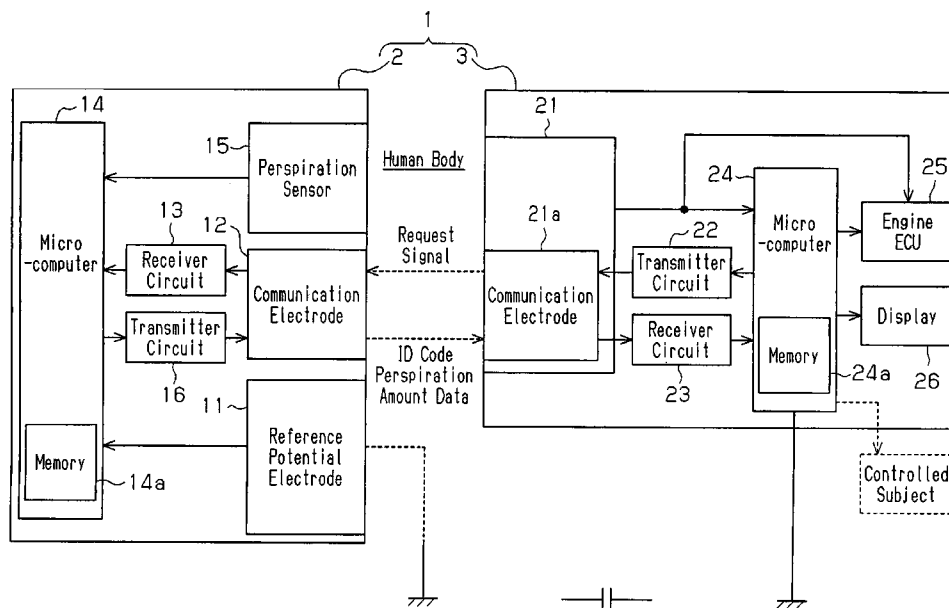 1
2
3
14
15
Perspiration
Sensor
Human Body
21
24
25
Engine
ECU
Micro
-computer
13
Receiver
Circuit
12
Communication
Electrode
Request
Signal
21a
Communication
Electrode
22
Transmitter
Circuit
Micro
-computer
Transmitter
Circuit
16
ID Code
Perspiration
Amount Data
Receiver
Circuit
23
Memory
24a
Display
26
11
Reference
Potential
Electrode
Memory
14a
Controlled
Subject